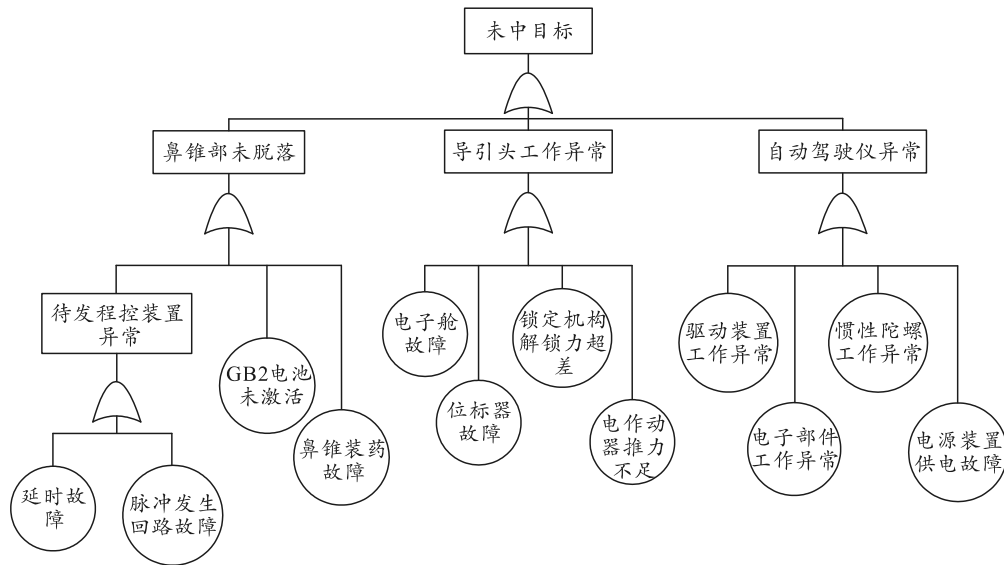 未中目标
鼻锥部未脱落
导引头工作异常
自动驾驶仪异常
待发程控装置
异常
GB2电池
未激活
鼻锥装药
故障
延时故
障
脉冲发生
回路故障
电子舱
故障
位标器
故障
锁定机构
解锁力超
差
电作动
器推力
不足
驱动装置
工作异常
电子部件
工作异常
惯性陀螺
工作异常
电源装置
供电故障